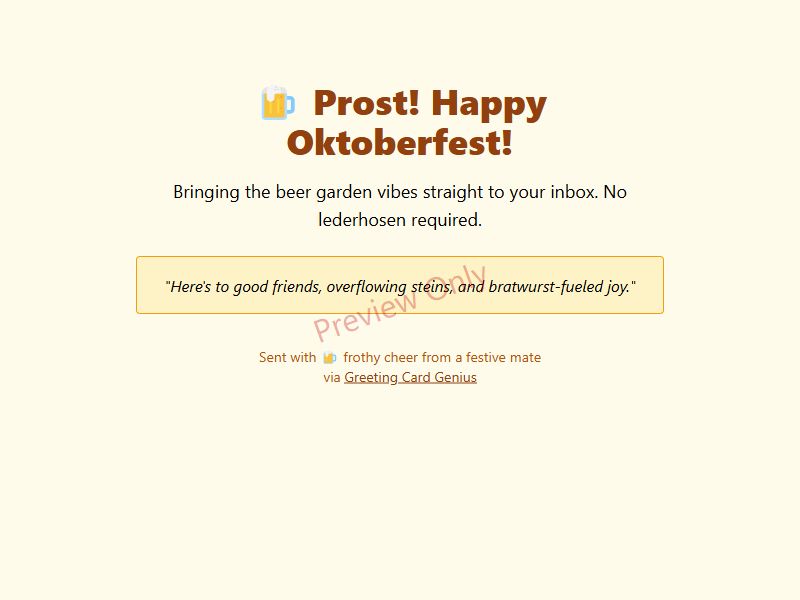 🍺 Prost! Happy
Oktoberfest!
Bringing the beer garden vibes straight to your inbox. No
lederhosen required.
"Here's to good friends, overflowing steins, and bratwurst-fueled joy."
Preview Only
Sent with 🍺 frothy cheer from a festive mate
via Greeting Card Genius